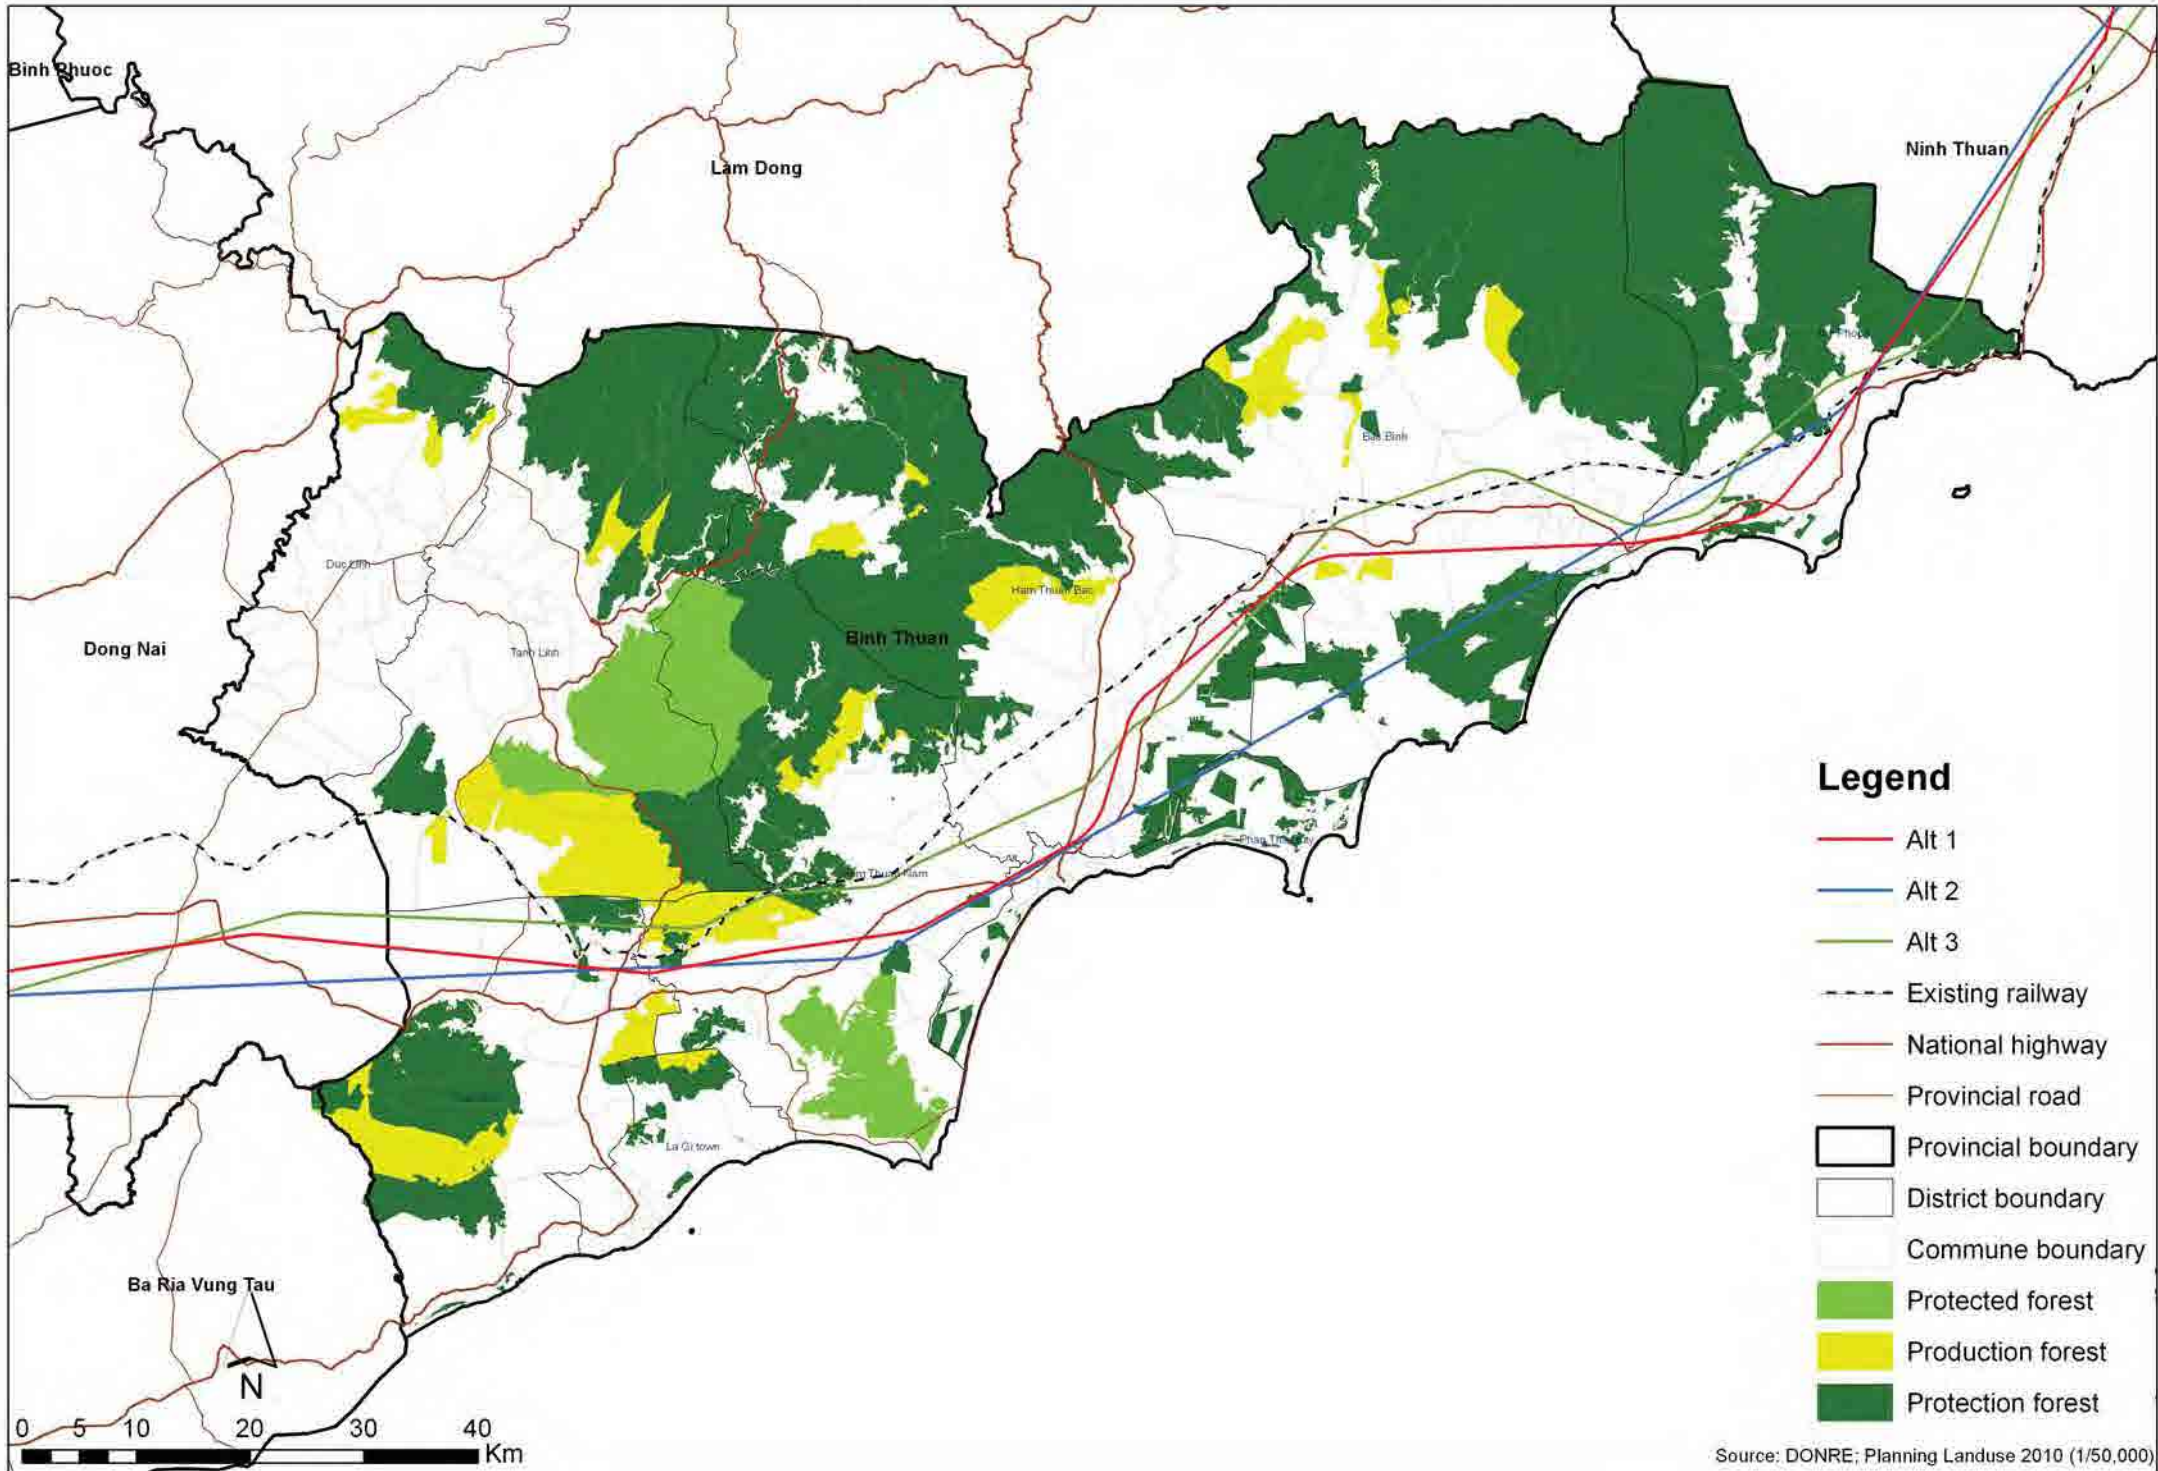 Binh Phuoc
Lam Dong
Ninh Thuan
Bac Binh
Duc Linh
Ham Thuan Bac
Dong Nai
Tanh Linh
Binh Thuan
Thuan Nam
La Gi town
Ba Ria Vung Tau
N
0 5 10 20 30 40
Km
Legend
Alt 1
Alt 2
Alt 3
Existing railway
National highway
Provincial road
Provincial boundary
District boundary
Commune boundary
Protected forest
Production forest
Protection forest
Source: DONRE; Planning Landuse 2010 (1/50,000)